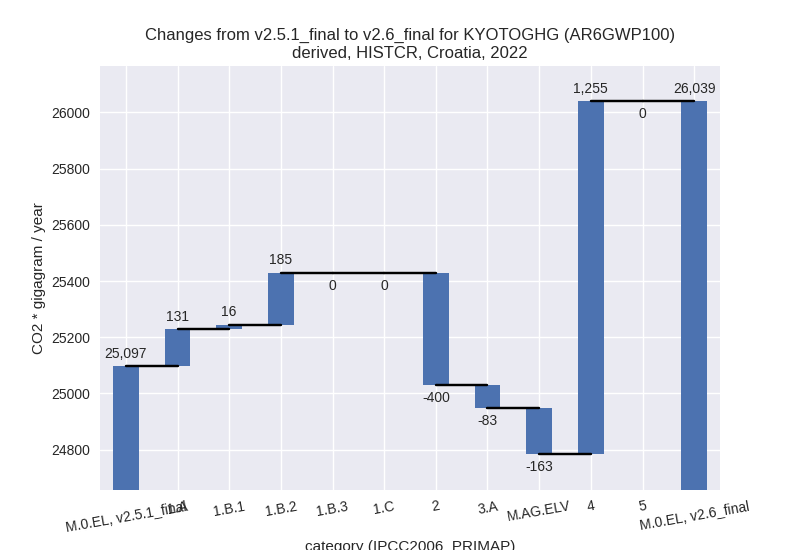 Changes from v2.5.1_final to v2.6_final for KYOTOGHG (AR6GWP100)
derived, HISTCR, Croatia, 2022
CO2 * gigagram / year
26000
25800
25600
25400
25200
25000
24800
25,097
131
16
185
0
0
-400
-83
-163
1,255
0
26,039
M.0.EL, v2.5.1_final
1.A
1.B.1
1.B.2
1.B.3
1.C
2
3.A
M.AG.ELV
4
5
M.0.EL, v2.6_final
category (IPCC2006_PRIMAP)